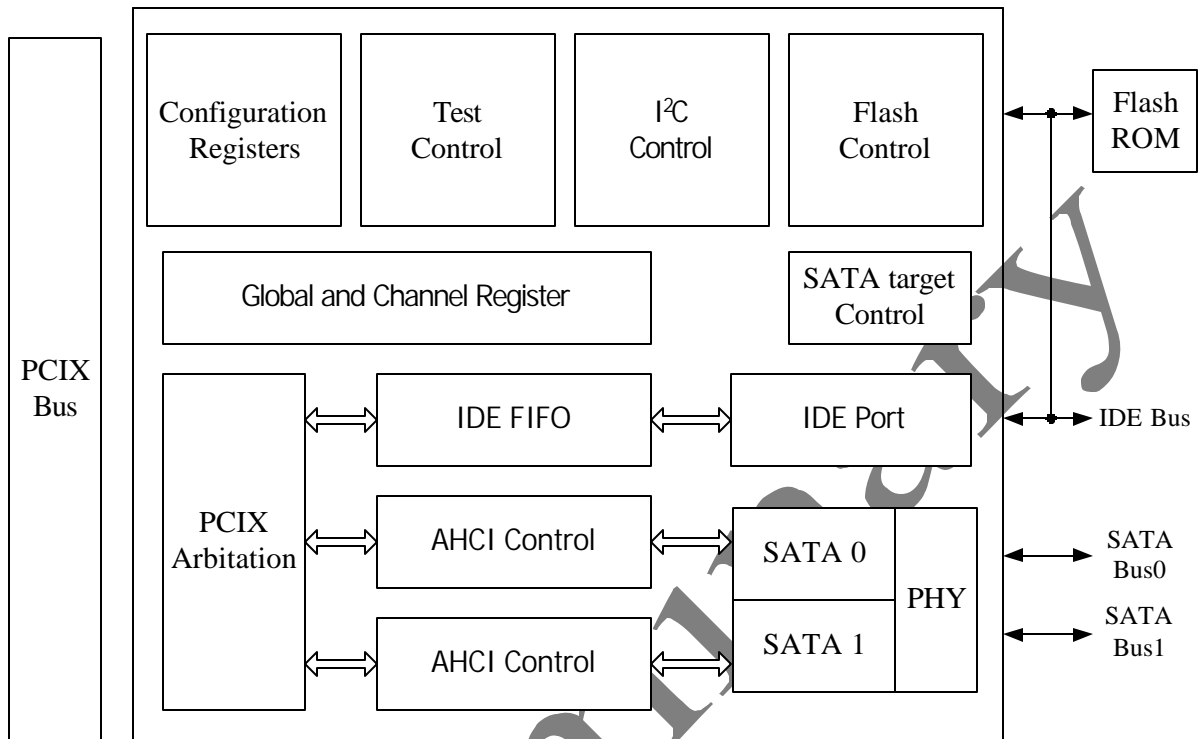 Configuration
Registers
Test
Control
I²C
Control
Flash
Control
Flash
ROM
Global and Channel Register
SATA target
Control
PCIX
Bus
IDE FIFO
IDE Port
IDE Bus
PCIX
Arbitation
AHCI Control
SATA 0
PHY
SATA
Bus0
AHCI Control
SATA 1
SATA
Bus1